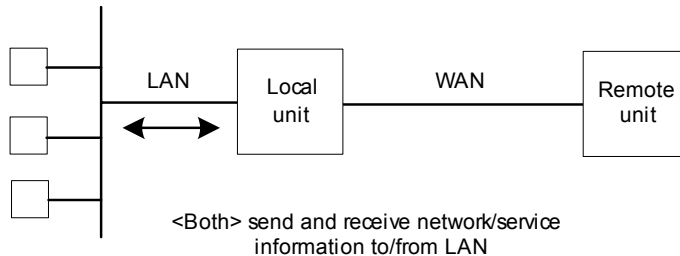 LAN
Local
unit
WAN
Remote
unit
<Both> send and receive network/service
information to/from LAN